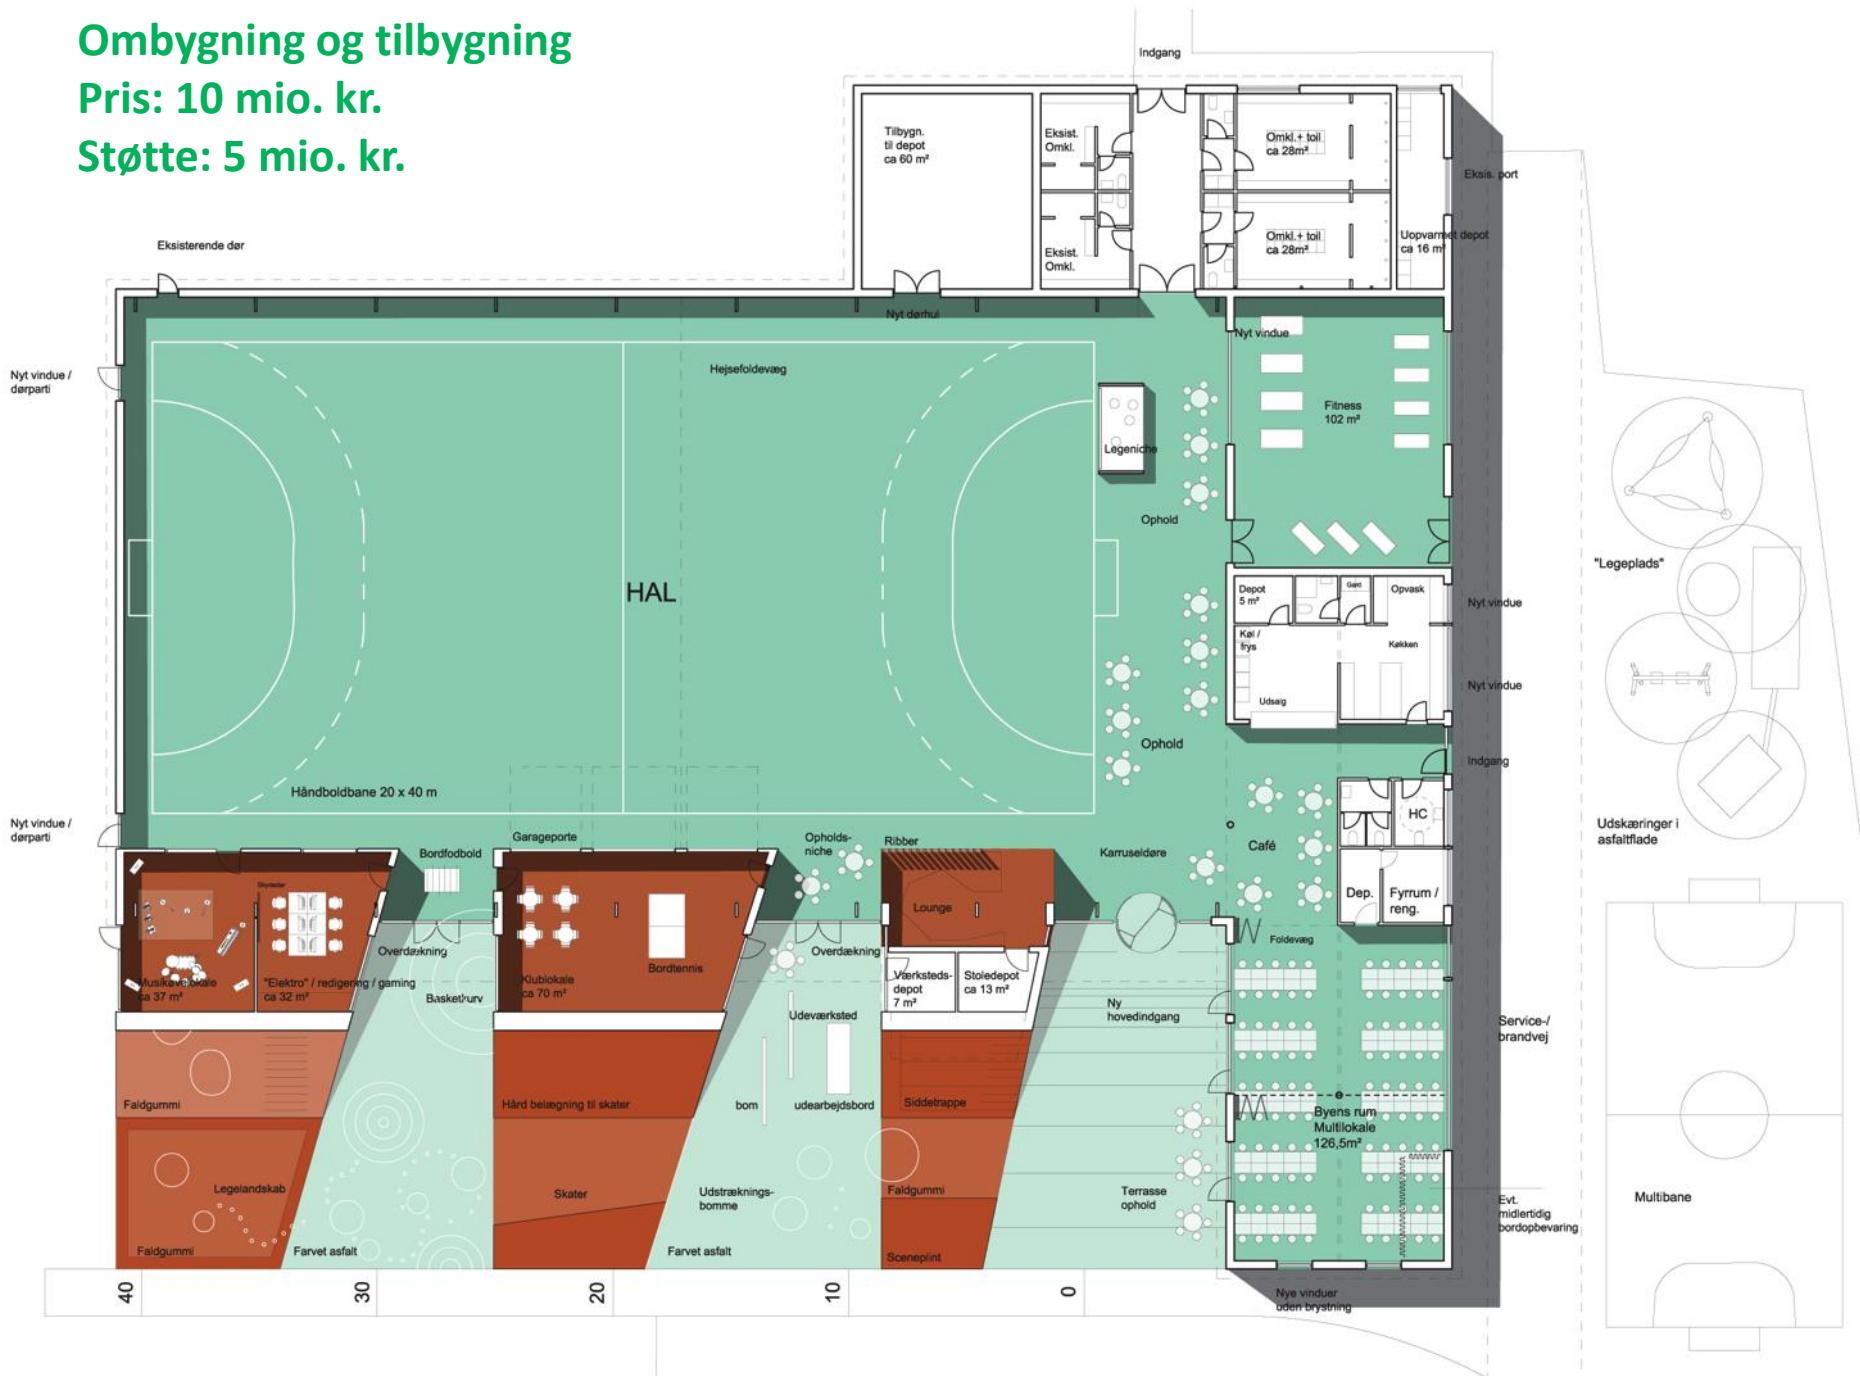 Ombygning og tilbygning
Pris: 10 mio. kr.
Støtte: 5 mio. kr.
Indgang
Tilbygn.
til depot
ca 60 m²
Eksist.
Omkl.
Omkl.+ toil
ca 28m²
Eksis. port
Eksist.
Omkl.
Omkl.+ toil
ca 28m²
Uopvarmet depot
ca 16 m²
Eksisterende dør
Nyt dørhul
Nyt vindue
Nyt vindue /
dørparti
Hejsefoldevæg
Fitness
102 m²
Legeniche
Ophold
"Legeplads"
HAL
Depot
5 m²
Gard.
Opvask
Nyt vindue
Køl /
frys
Køkken
Nyt vindue
Udsalg
Ophold
Indgang
Håndboldbane 20 x 40 m
Nyt vindue /
dørparti
Garageporte
Opholds-
niche
Ribber
Karruseldøre
Café
HC
Udskæringer i
asfaltflade
Bordfodbold
Lounge
Dep.
Fyrrum /
reng.
Foldevæg
Overdækning
Overdækning
Musikøvelokale
ca 37 m²
"Elektro" / redigering / gaming
ca 32 m²
Basketkurv
Klublokale
ca 70 m²
Bordtennis
Værksteds-
depot
7 m²
Stoledepot
ca 13 m²
Udeværksted
Ny
hovedindgang
Service-/
brandvej
Faldgummi
Hård belægning til skater
bom
udearbejdsbord
Siddetrappe
Byens rum
Multilokale
126,5m²
Legelandskab
Skater
Udstræknings-
bomme
Faldgummi
Terrasse
ophold
Multibane
Evt.
midlertidig
bordopbevaring
Faldgummi
Farvet asfalt
Farvet asfalt
Sceneplint
40
30
20
10
0
Nye vinduer
uden brystning